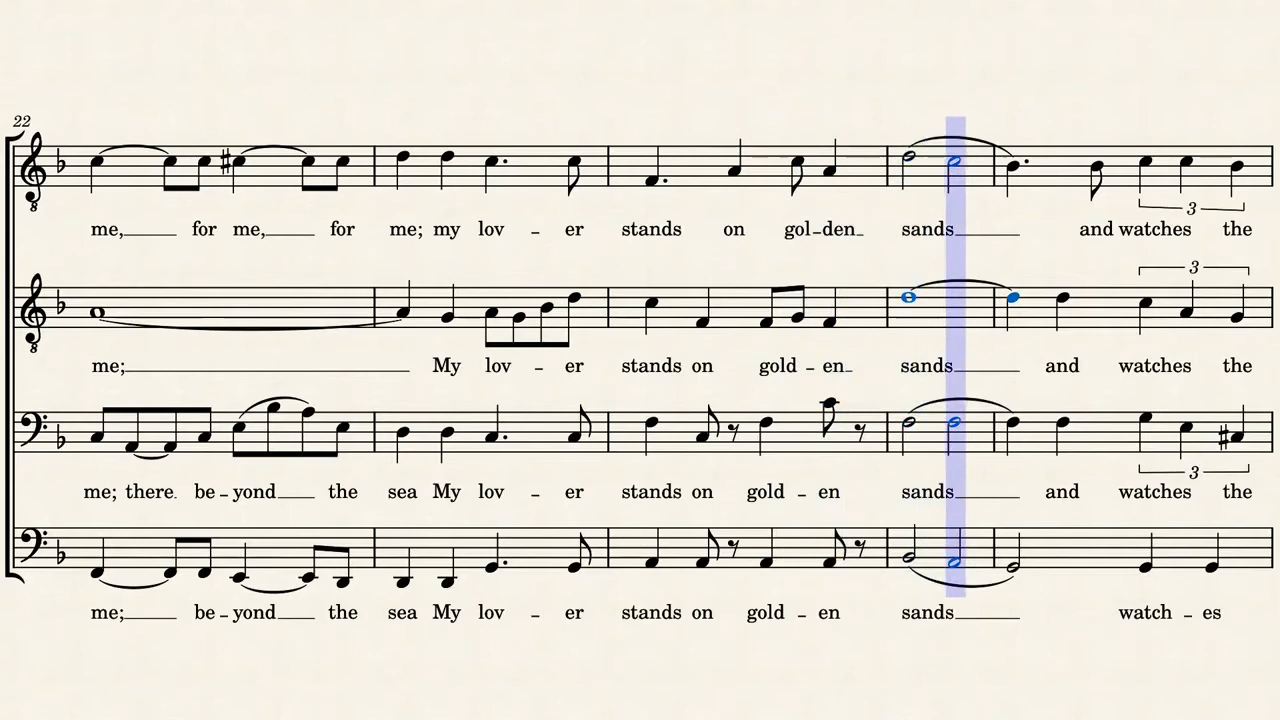 22
me, for me, for me; my lov - er stands on gol - den sands and watches the
3
3
me; My lov - er stands on gold - en sands and watches the
me; there be - yond the sea My lov - er stands on gold - en sands and watches the
3
me; be - yond the sea My lov - er stands on gold - en sands watch - es